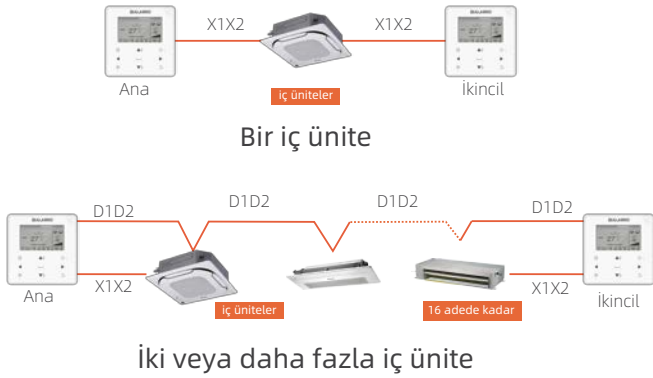 X1X2
X1X2
Ana
İkincil
iç üniteler
Bir iç ünite
D1D2
D1D2
D1D2
D1D2
X1X2
X1X2
Ana
iç üniteler
16 adede kadar
İkincil
İki veya daha fazla iç ünite